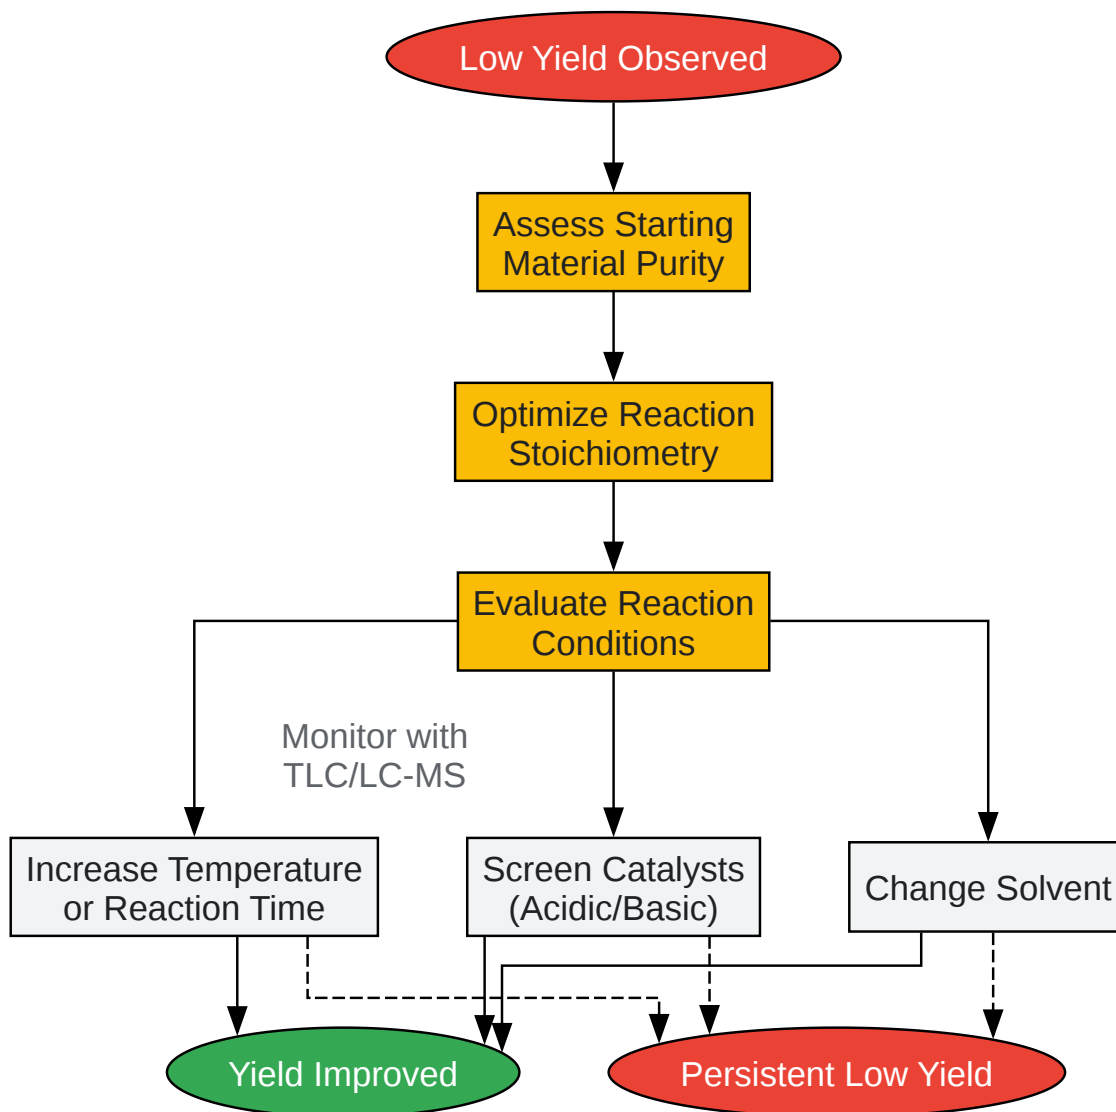 Low Yield Observed
Assess Starting
Material Purity
Optimize Reaction
Stoichiometry
Evaluate Reaction
Conditions
Monitor with
TLC/LC-MS
Increase Temperature
or Reaction Time
Screen Catalysts
(Acidic/Basic)
Change Solvent
Yield Improved
Persistent Low Yield